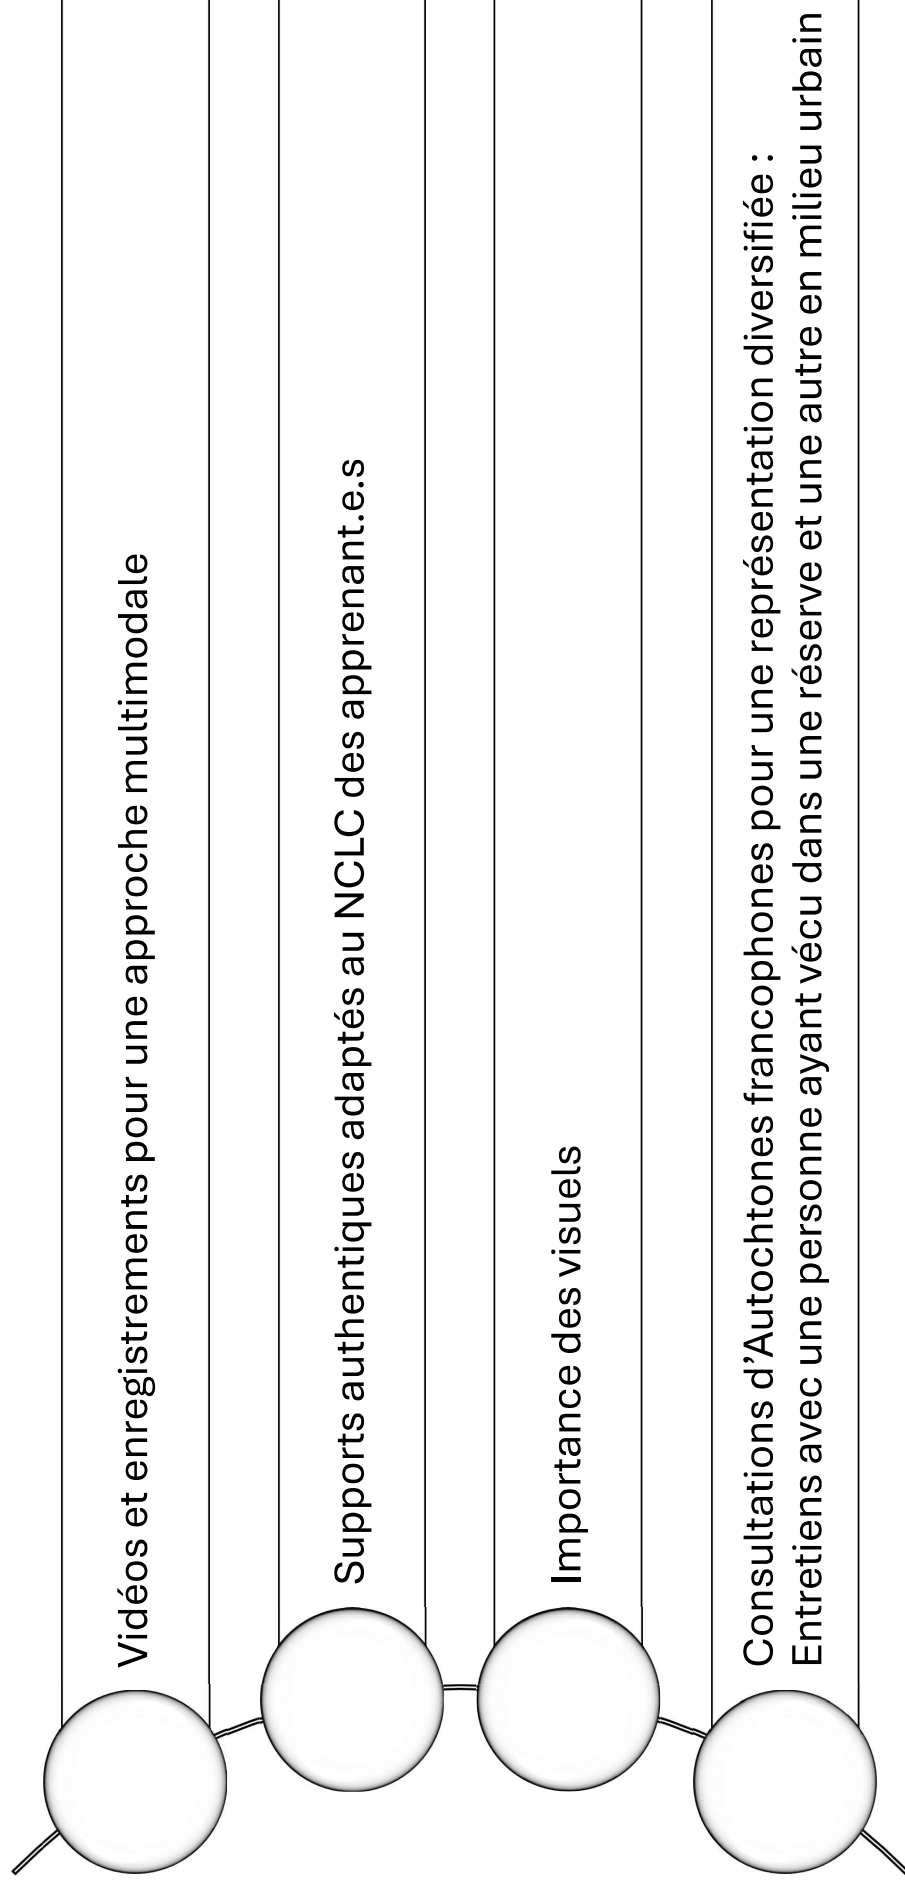 Vidéos et enregistrements pour une approche multimodale
Supports authentiques adaptés au NCLC des apprenant.e.s
Importance des visuels
Consultations d’Autochtones francophones pour une représentation diversifiée :
Entretiens avec une personne ayant vécu dans une réserve et une autre en milieu urbain